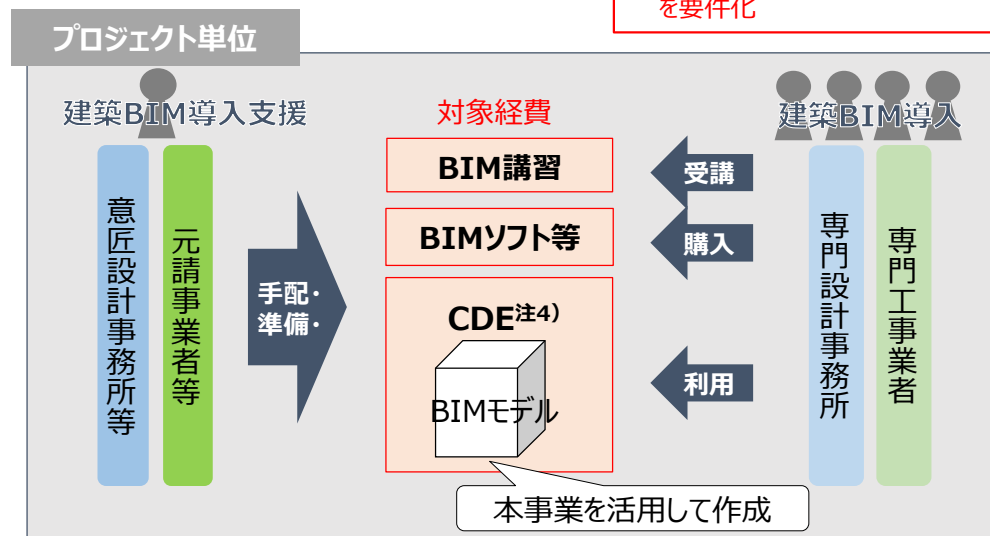 を要件化
プロジェクト単位
建築BIM導入支援
対象経費
建築BIM導入
意匠設計事務所等
元請事業者等
手配・
準備・
BIM講習
BIMソフト等
CDE注4)
BIMモデル
本事業を活用して作成
受講
購入
利用
専門設計事務所
専門工事業者